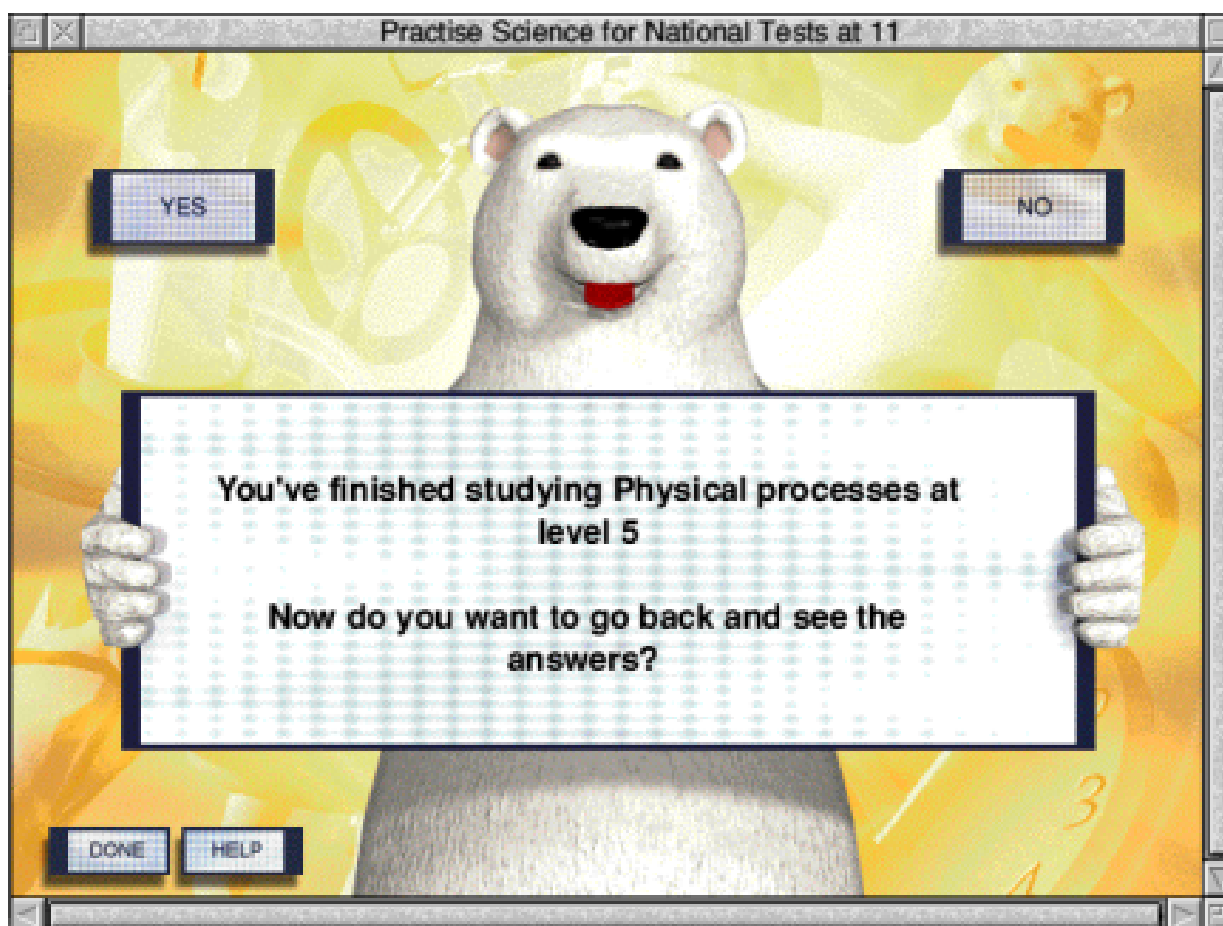 Practise Science for National Tests at 11
YES
NO
You've finished studying Physical processes at
level 5
Now do you want to go back and see the
answers?
3
DONE
HELP